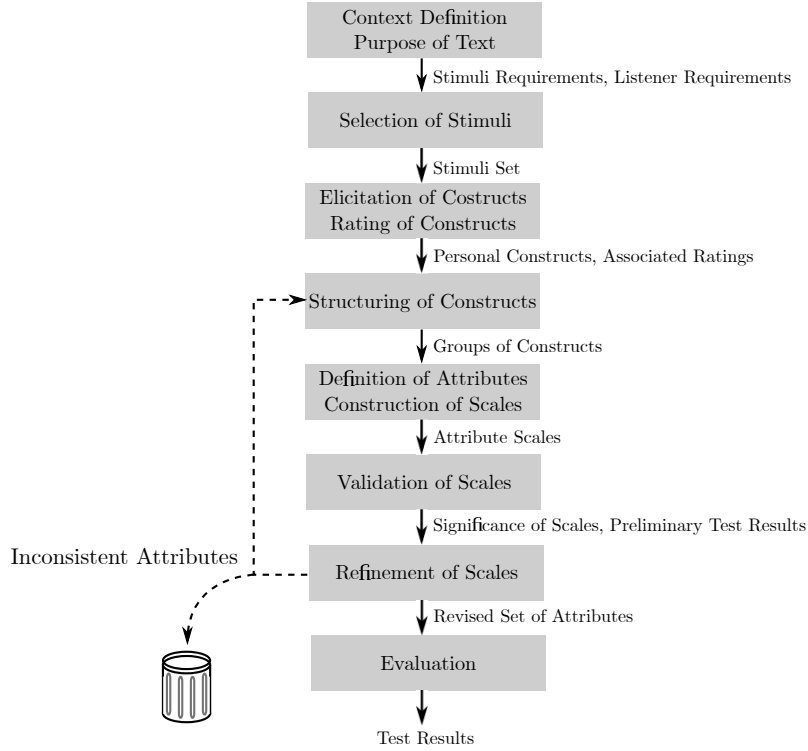 Context Definition
Purpose of Text
Stimuli Requirements, Listener Requirements
Selection of Stimuli
Stimuli Set
Elicitation of Costructs
Rating of Constructs
Personal Constructs, Associated Ratings
Structuring of Constructs
Groups of Constructs
Definition of Attributes
Construction of Scales
Attribute Scales
Validation of Scales
Significance of Scales, Preliminary Test Results
Inconsistent Attributes
Refinement of Scales
Revised Set of Attributes
Evaluation
Test Results